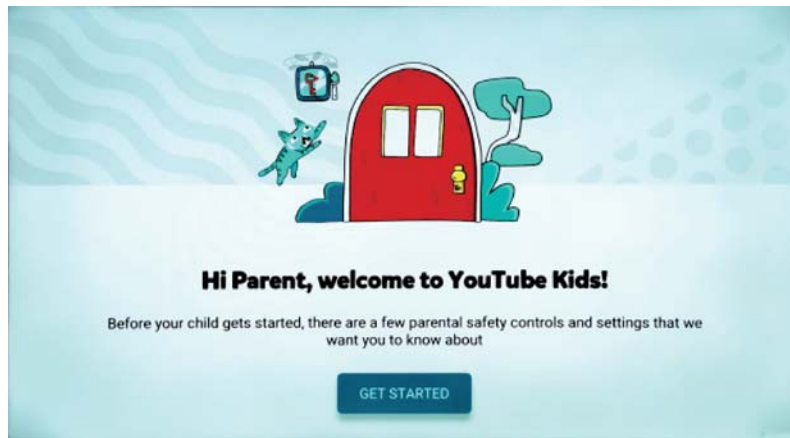 Hi Parent, welcome to YouTube Kids!
Before your child gets started, there are a few parental safety controls and settings that we
want you to know about
GET STARTED